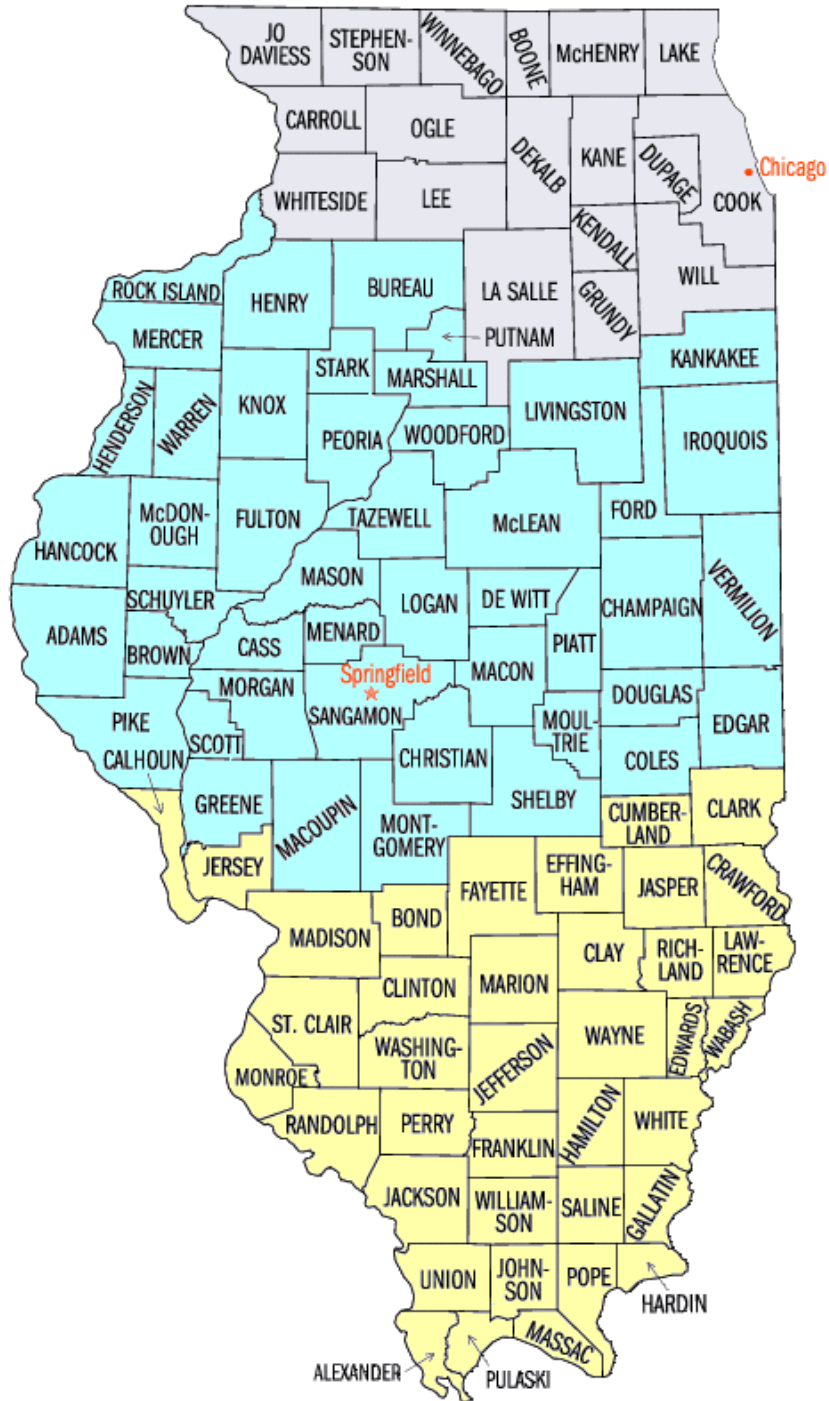 JO
DAVIESS
STEPHEN-
SON
WINNEBAGO
BOONE
McHENRY
LAKE
CARROLL
OGLE
DEKALB
KANE
DUPAGE
Chicago
COOK
WHITESIDE
LEE
KENDALL
WILL
ROCK ISLAND
HENRY
BUREAU
LA SALLE
GRUNDY
MERCER
PUTNAM
KANKAKEE
STARK
MARSHALL
HENDERSON
WARREN
KNOX
PEORIA
WOODFORD
LIVINGSTON
IROQUOIS
HANCOCK
McDON-
OUGH
FULTON
TAZEWELL
McLEAN
FORD
MASON
SCHUYLER
LOGAN
DE WITT
CHAMPAIGN
VERMILION
ADAMS
BROWN
CASS
MENARD
PIATT
MACON
Springfield
MORGAN
SANGAMON
DOUGLAS
EDGAR
PIKE
SCOTT
CHRISTIAN
MOUL-
TRIE
COLES
CALHOUN
GREENE
MACOUPIN
MONT-
GOMERY
SHELBY
CUMBER-
LAND
CLARK
JERSEY
FAYETTE
EFFING-
HAM
JASPER
CRAWFORD
MADISON
BOND
CLAY
RICH-
LAND
LAW-
RENCE
CLINTON
MARION
ST. CLAIR
WASHING-
TON
JEFFERSON
WAYNE
EDWARDS
WABASH
MONROE
RANDOLPH
PERRY
FRANKLIN
HAMILTON
WHITE
JACKSON
WILLIAM-
SON
SALINE
GALLATIN
UNION
JOHN-
SON
POPE
HARDIN
ALEXANDER
PULASKI
MASSAC